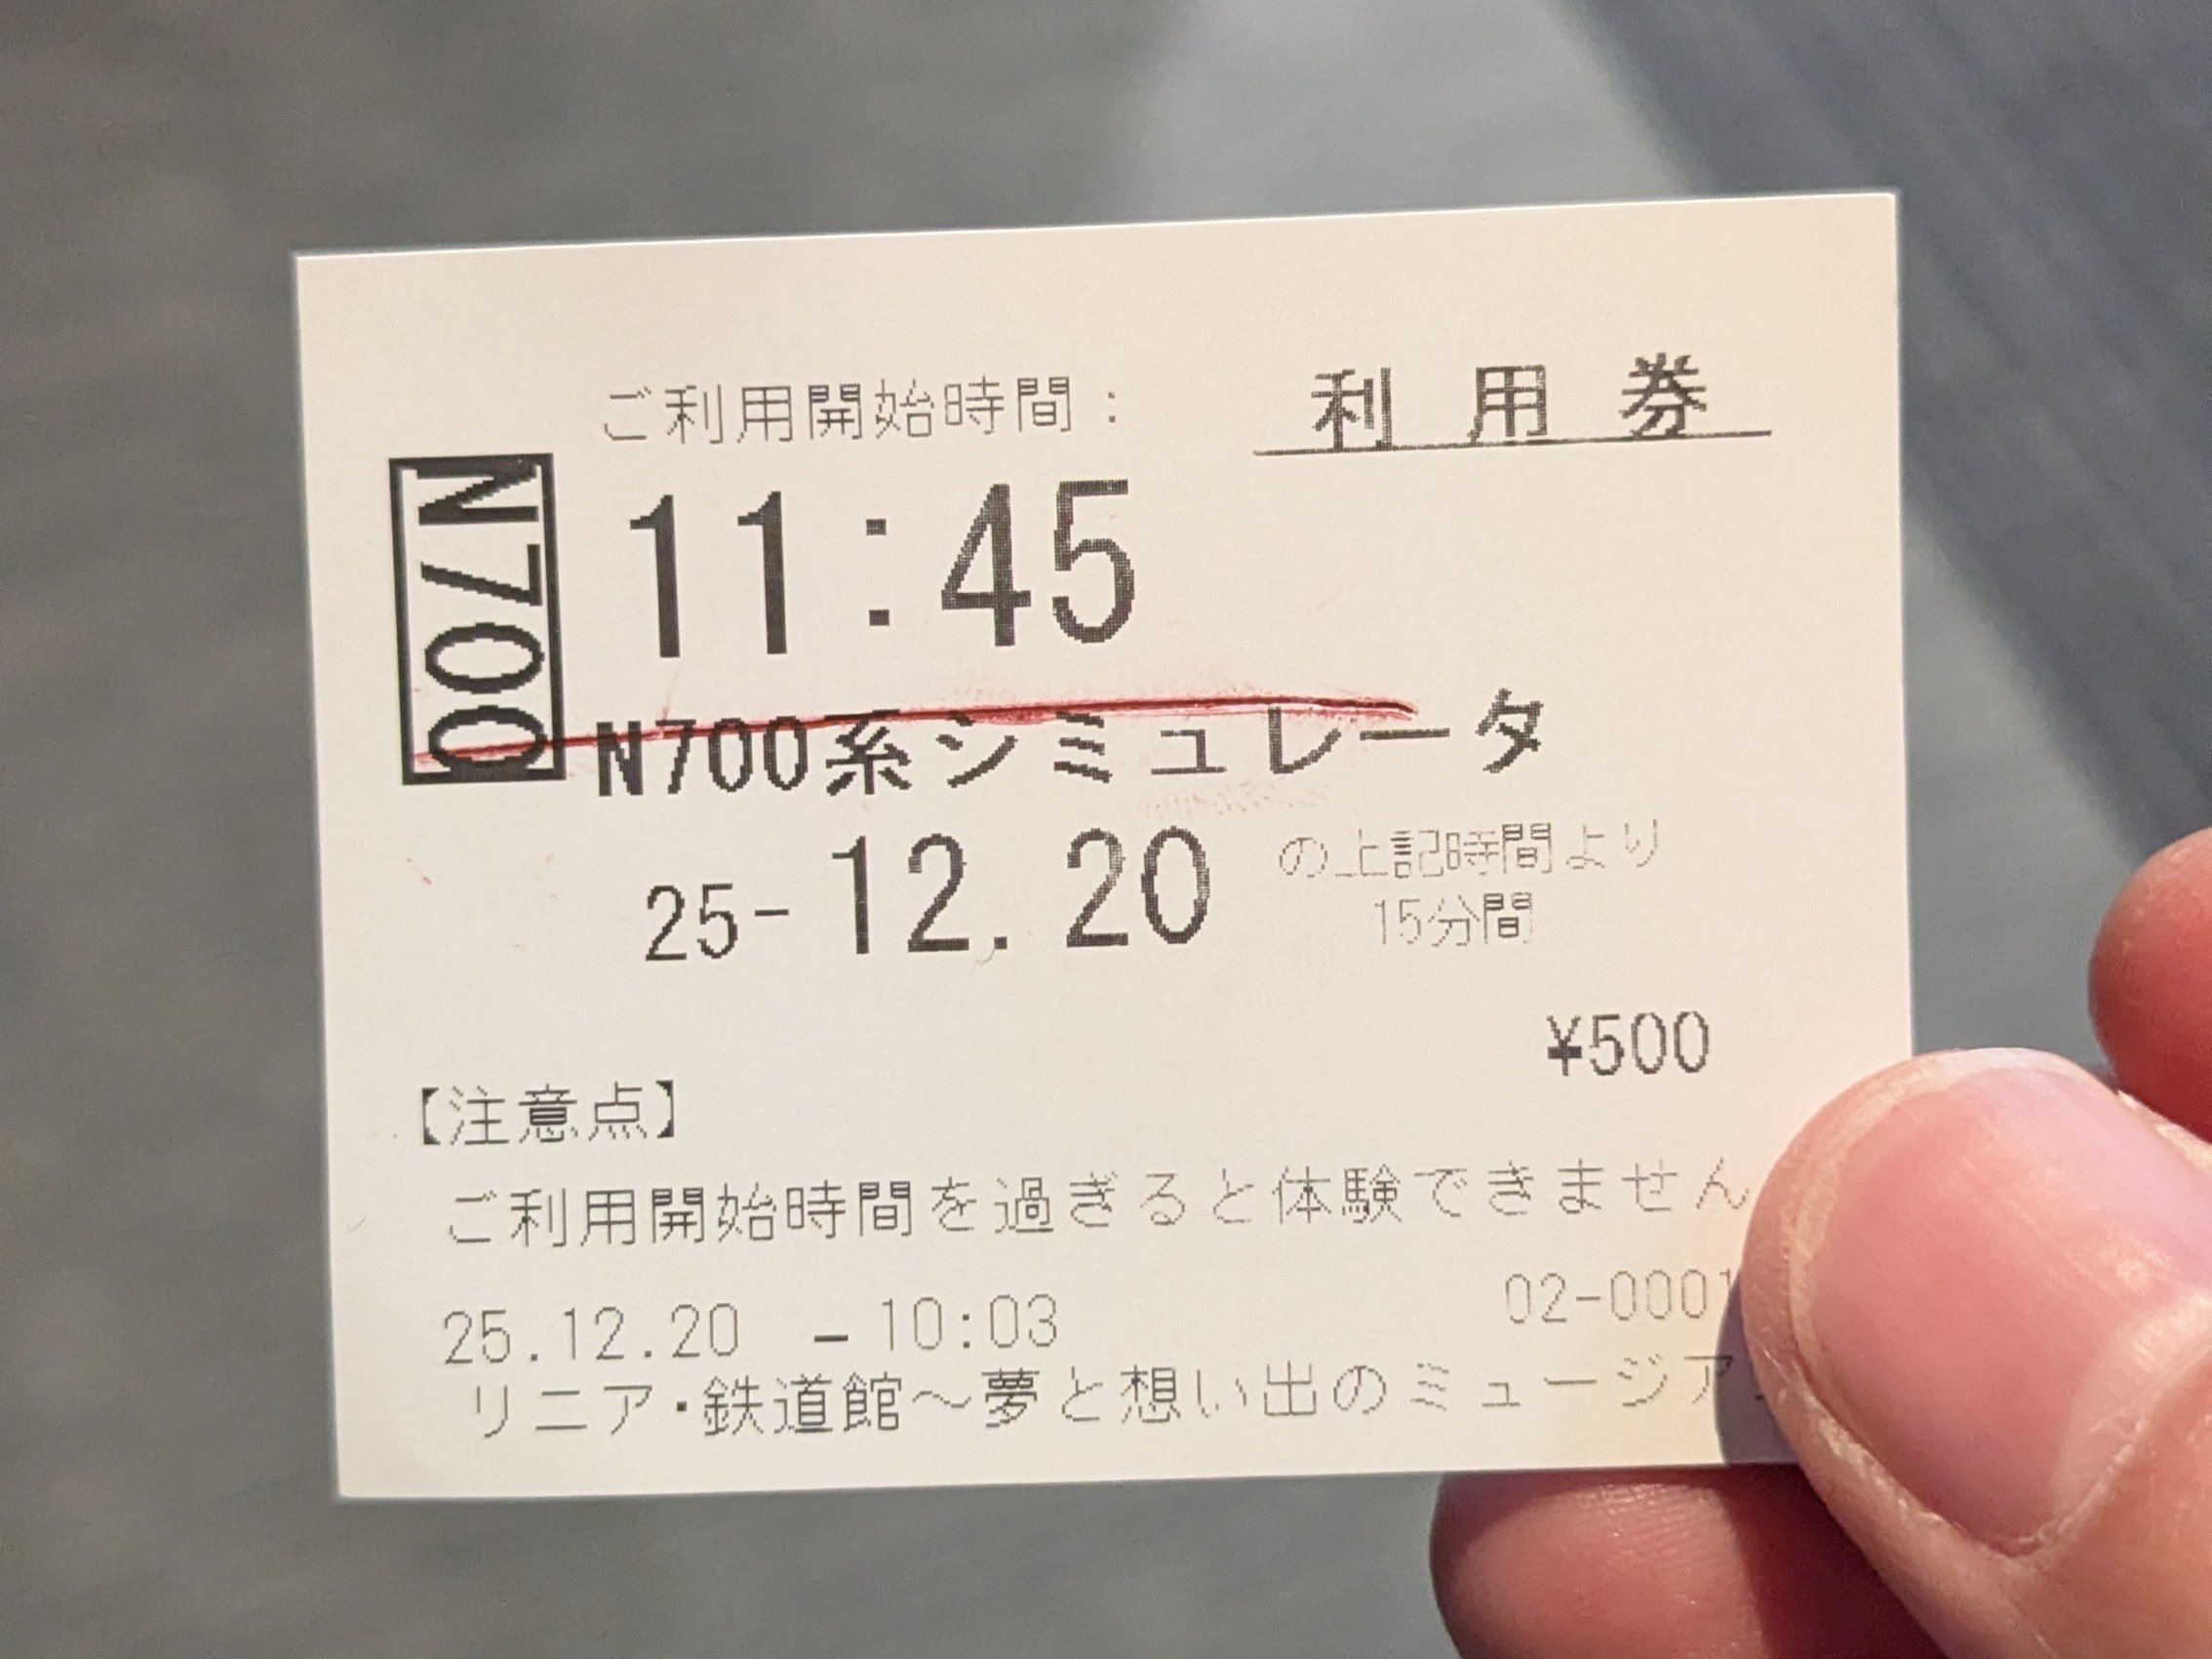 ご利用開始時間：
利用券
N700
11:45
N700系シミュレータ
25-12.20 の上記時間より
15分間
¥500
【注意点】
ご利用開始時間を過ぎると体験できません
02-0001
25.12.20 －10:03
リニア・鉄道館～夢と想い出のミュージア